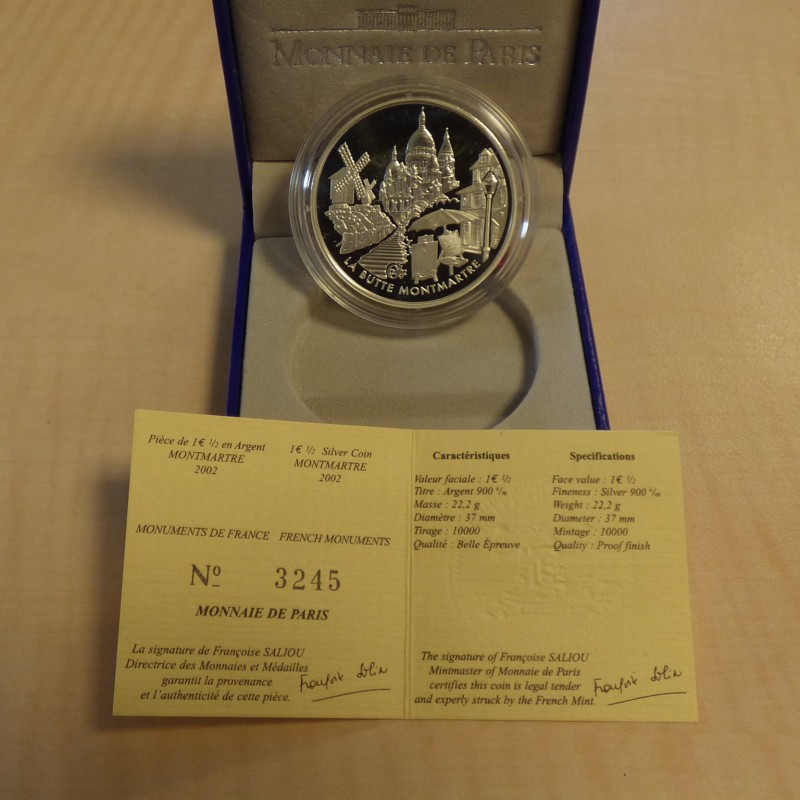 MONNAIE DE PARIS
LA BUTTE MONTMARTRE
Pièce de 1€ ½ en Argent
MONTMARTRE
2002
1€ ½ Silver Coin
MONTMARTRE
2002
MONUMENTS DE FRANCE FRENCH MONUMENTS
Nº 3245
MONNAIE DE PARIS
La signature de Françoise SALIOU
Directrice des Monnaies et Médailles
garantit la provenance
et l'authenticité de cette pièce.
Caractéristiques
Valeur faciale : 1€ ½
Titre : Argent 900 ‰
Masse : 22,2 g
Diamètre : 37 mm
Tirage : 10000
Qualité : Belle Épreuve
Specifications
Face value : 1€ ½
Fineness: Silver 900 ‰
Weight : 22,2 g
Diameter : 37 mm
Mintage : 10000
Quality : Proof finish
The signature of Françoise SALIOU
Mintmaster of Monnaie de Paris
certifies this coin is legal tender
and experly struck by the French Mint.